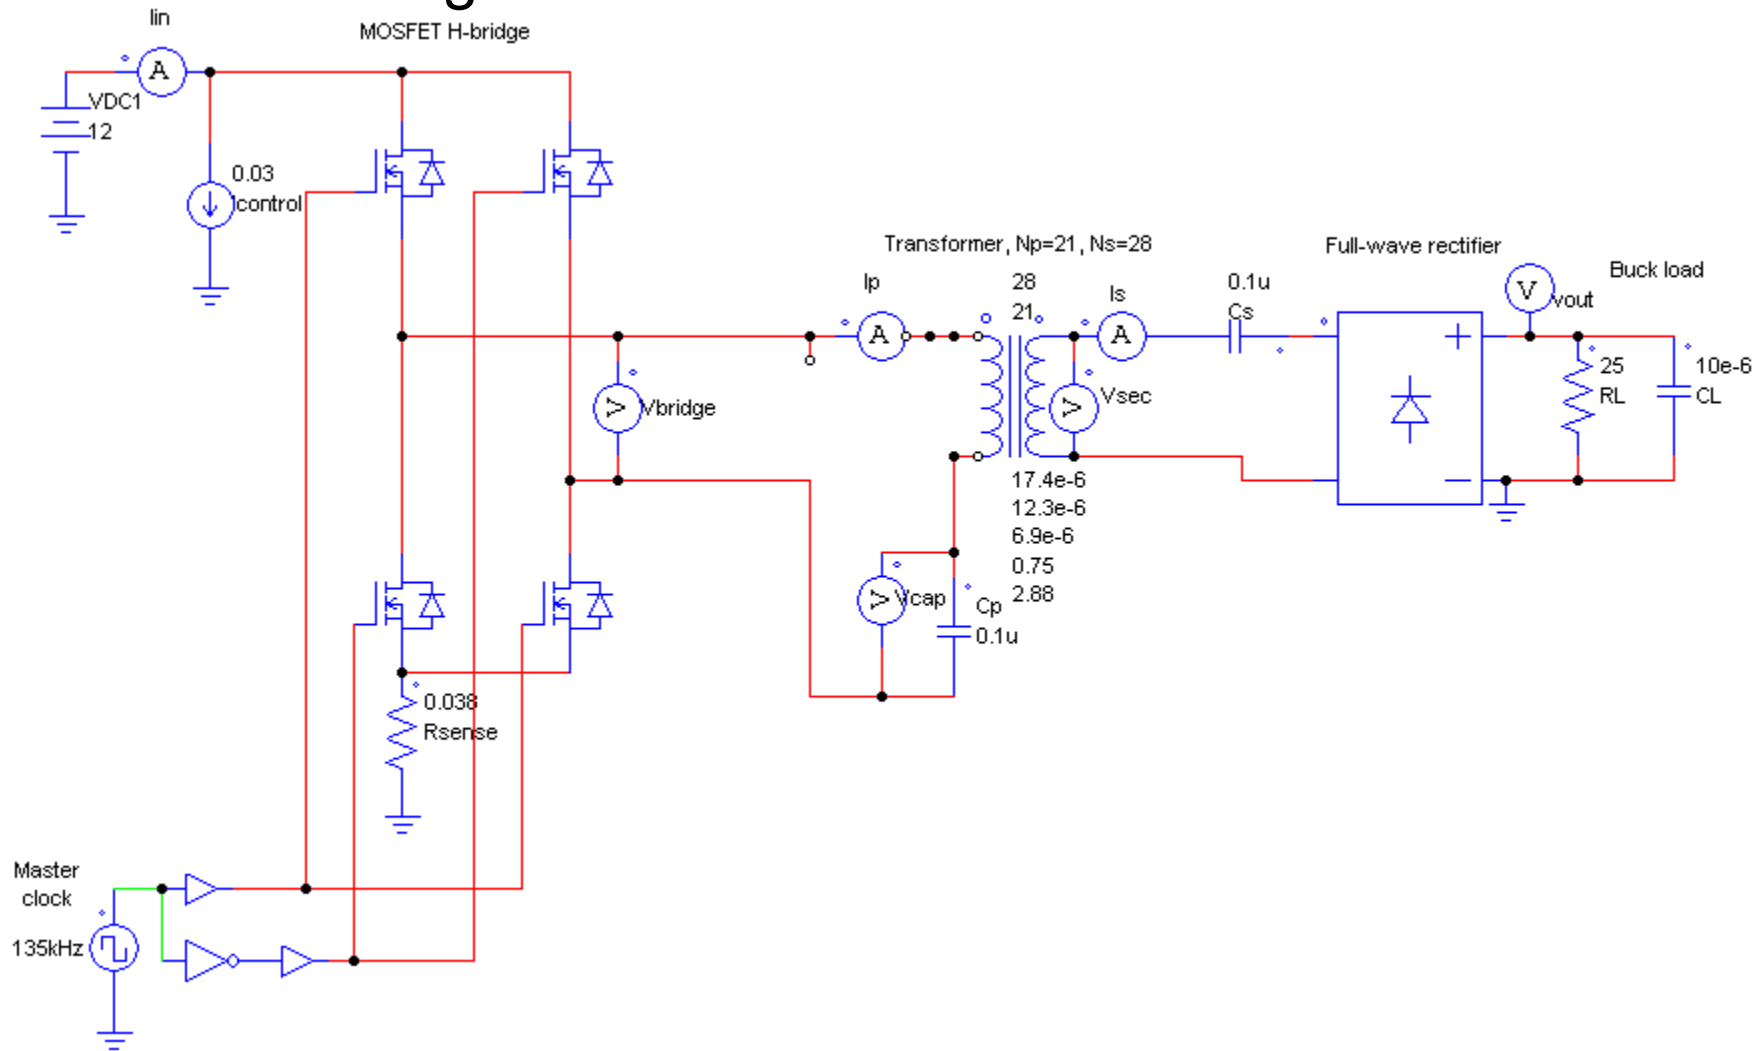 Iin
MOSFET H-bridge
A
VDC1
12
0.03
Icontrol
Transformer, Np=21, Ns=28
Full-wave rectifier
Buck load
Ip
28
21
Is
0.1u
Cs
V
vout
A
A
+
25
RL
10e-6
CL
V
Vbridge
V
Vsec
17.4e-6
12.3e-6
6.9e-6
0.75
2.88
V
Vcap
Cp
0.1u
0.038
Rsense
Master
clock
135kHz